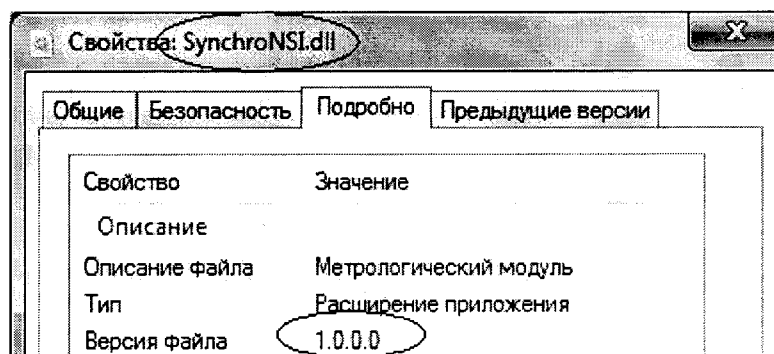 Свойства: SynchroNSI.dll
Общие Безопасность Подробно Предыдущие версии
Свойство Значение
Описание
Описание файла Метрологический модуль
Тип Расширение приложения
Версия файла 1.0.0.0